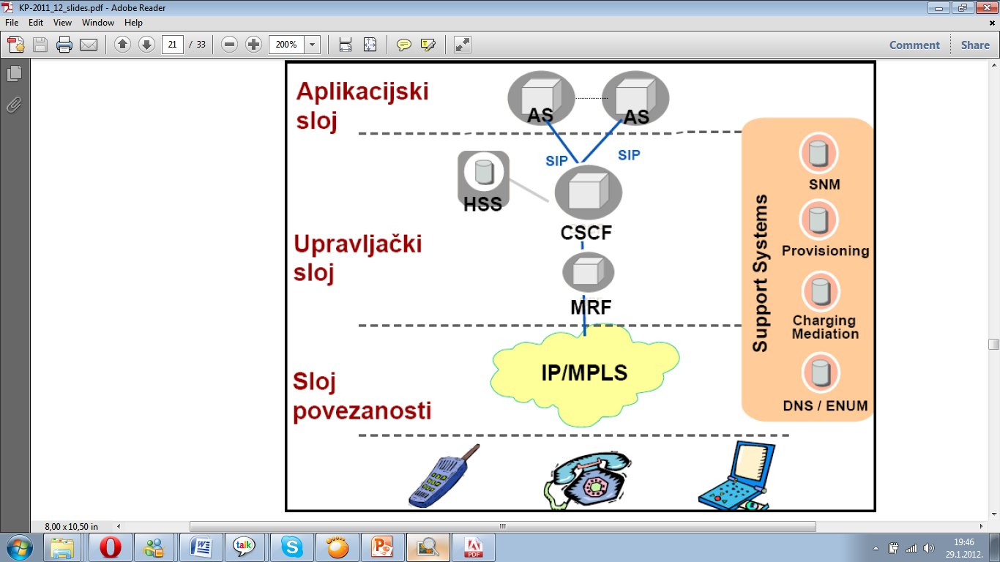 KP-2011_12_slides.pdf - Adobe Reader
File Edit View Window Help
21 / 33 200% Comment Share
Aplikacijski
sloj
AS
AS
SIP
SIP
HSS
CSCF
Upravljački
sloj
MRF
Sloj
povezanosti
IP/MPLS
Support Systems
SNM
Provisioning
Charging
Mediation
DNS / ENUM
8,00 x 10,50 in
talk
PDF
19:46
29.1.2012.